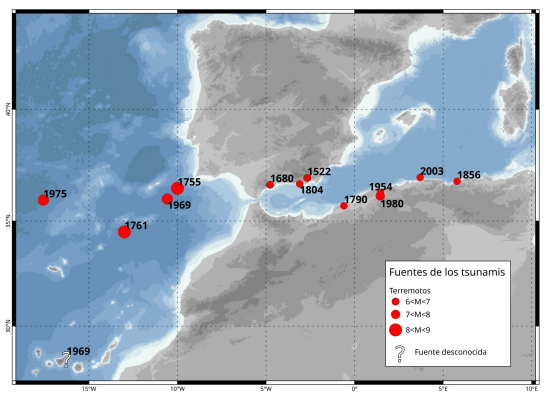 40°N
35°N
30°N
15°W
10°W
5°W
0°
5°E
10°E
1975
1755
1969
1761
1969
?
1680
1522
1804
1790
1954
1980
2003
1856
Fuentes de los tsunamis
Terremotos
6<M<7
7<M<8
8<M<9
? Fuente desconocida